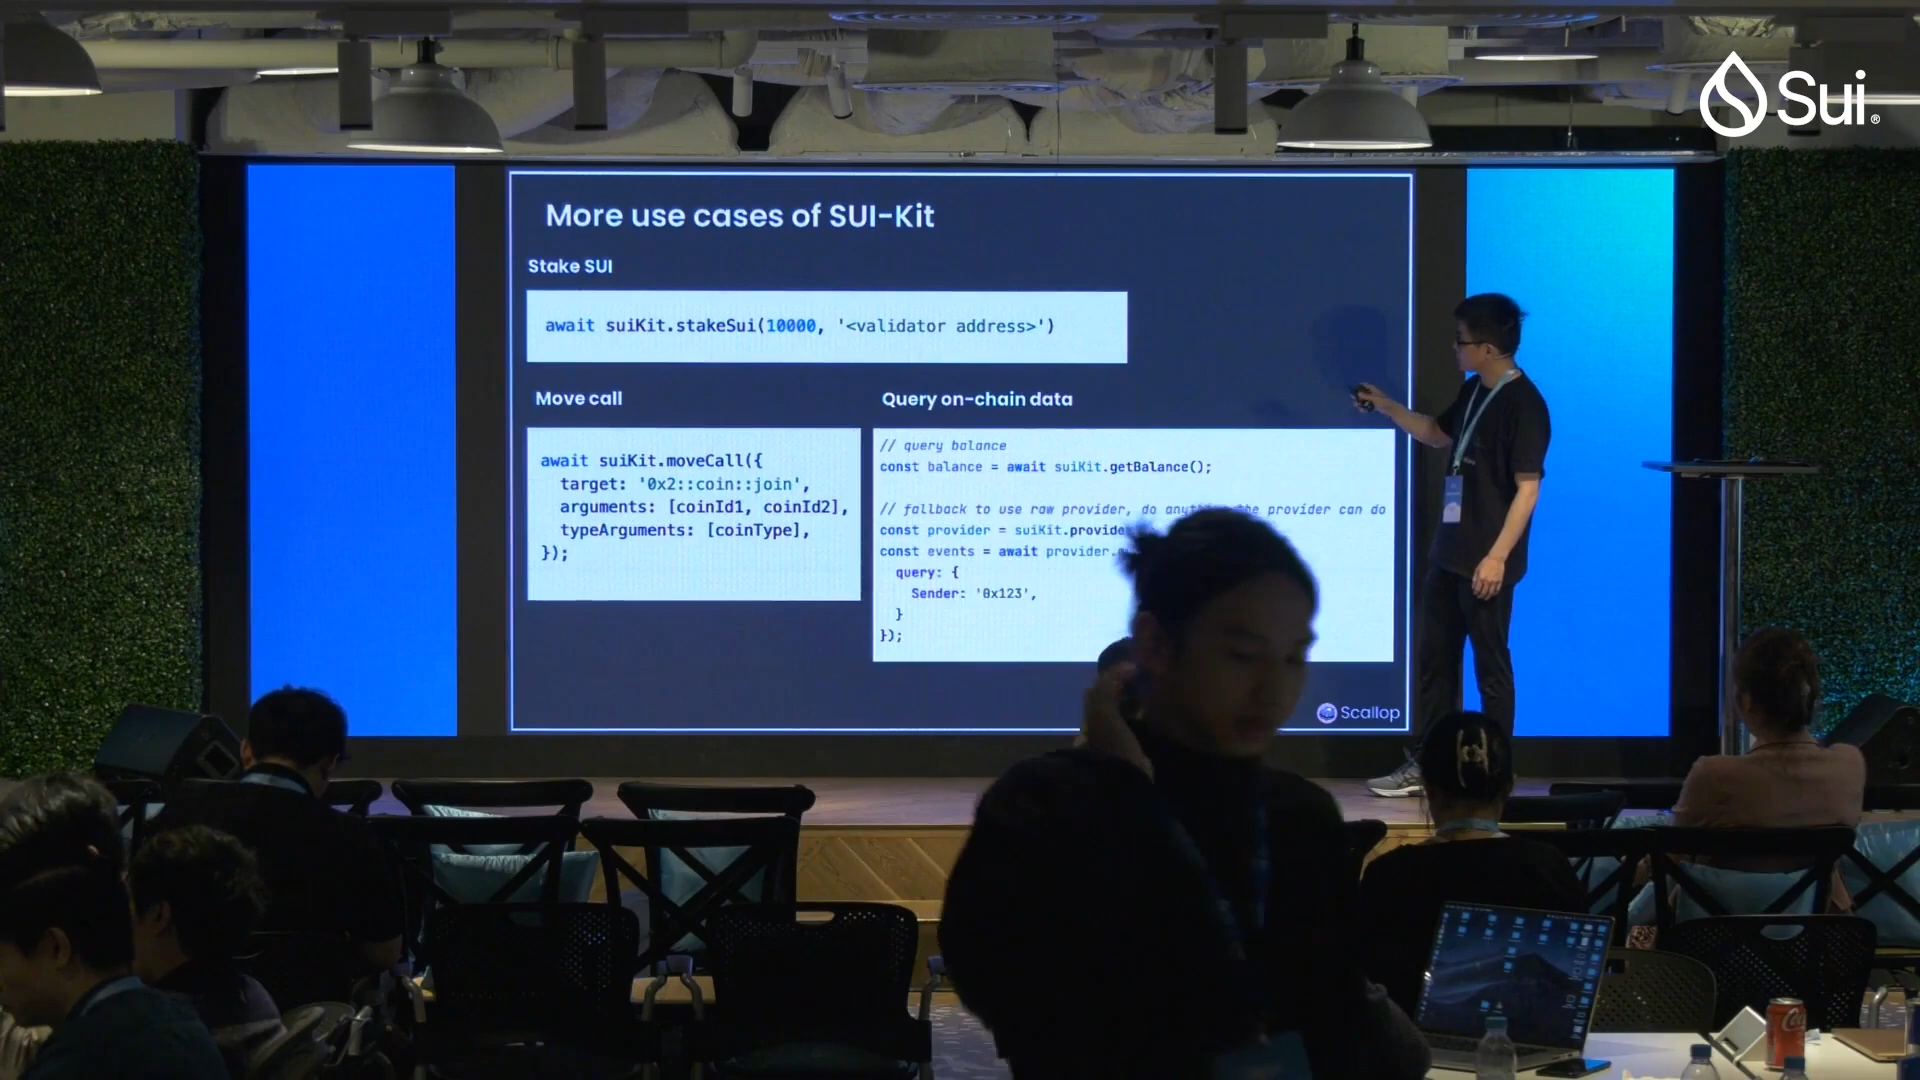 Sui®
More use cases of SUI-Kit
Stake SUI
await suiKit.stakeSui(10000, '<validator address>')
Move call
await suiKit.moveCall({
target: '0x2::coin::join',
arguments: [coinId1, coinId2],
typeArguments: [coinType],
});
Query on-chain data
// query balance
const balance = await suiKit.getBalance();
// fallback to use raw provider, do the provider can do
const provider =
const events = await
query: {
Sender: '0x123',
}
});
Scallop